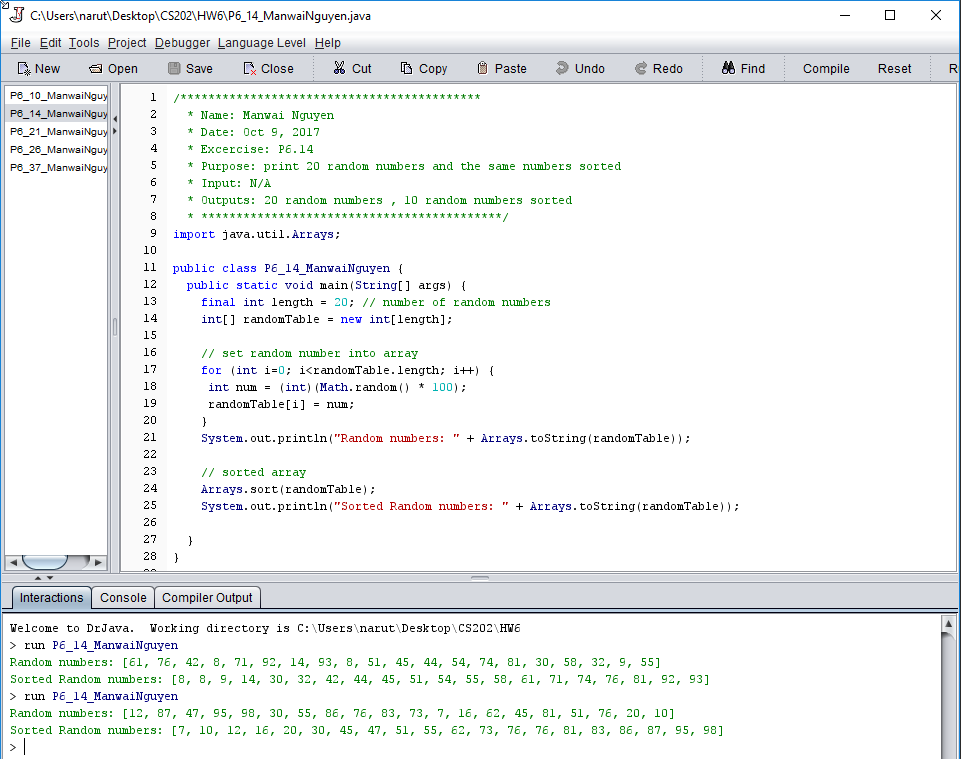 C:\Users\narut\Desktop\CS202\HW6\P6_14_ManwaiNguyen.java
File Edit Tools Project Debugger Language Level Help
New Open Save Close Cut Copy Paste Undo Redo Find Compile Reset R
P6_10_ManwaiNguy
P6_14_ManwaiNguy
P6_21_ManwaiNguy
P6_26_ManwaiNguy
P6_37_ManwaiNguy
1 /*******************************************
2 * Name: Manwai Nguyen
3 * Date: Oct 9, 2017
4 * Excercise: P6.14
5 * Purpose: print 20 random numbers and the same numbers sorted
6 * Input: N/A
7 * Outputs: 20 random numbers , 10 random numbers sorted
8 * *******************************************/
9 import java.util.Arrays;
10
11 public class P6_14_ManwaiNguyen {
12 public static void main(String[] args) {
13 final int length = 20; // number of random numbers
14 int[] randomTable = new int[length];
15
16 // set random number into array
17 for (int i=0; i<randomTable.length; i++) {
18 int num = (int)(Math.random() * 100);
19 randomTable[i] = num;
20 }
21 System.out.println("Random numbers: " + Arrays.toString(randomTable));
22
23 // sorted array
24 Arrays.sort(randomTable);
25 System.out.println("Sorted Random numbers: " + Arrays.toString(randomTable));
26
27 }
28 }
Interactions Console Compiler Output
Welcome to DrJava. Working directory is C:\Users\narut\Desktop\CS202\HW6
> run P6_14_ManwaiNguyen
Random numbers: [61, 76, 42, 8, 71, 92, 14, 93, 8, 51, 45, 44, 54, 74, 81, 30, 58, 32, 9, 55]
Sorted Random numbers: [8, 8, 9, 14, 30, 32, 42, 44, 45, 51, 54, 55, 58, 61, 71, 74, 76, 81, 92, 93]
> run P6_14_ManwaiNguyen
Random numbers: [12, 87, 47, 95, 98, 30, 55, 86, 76, 83, 73, 7, 16, 62, 45, 81, 51, 76, 20, 10]
Sorted Random numbers: [7, 10, 12, 16, 20, 30, 45, 47, 51, 55, 62, 73, 76, 76, 81, 83, 86, 87, 95, 98]
>